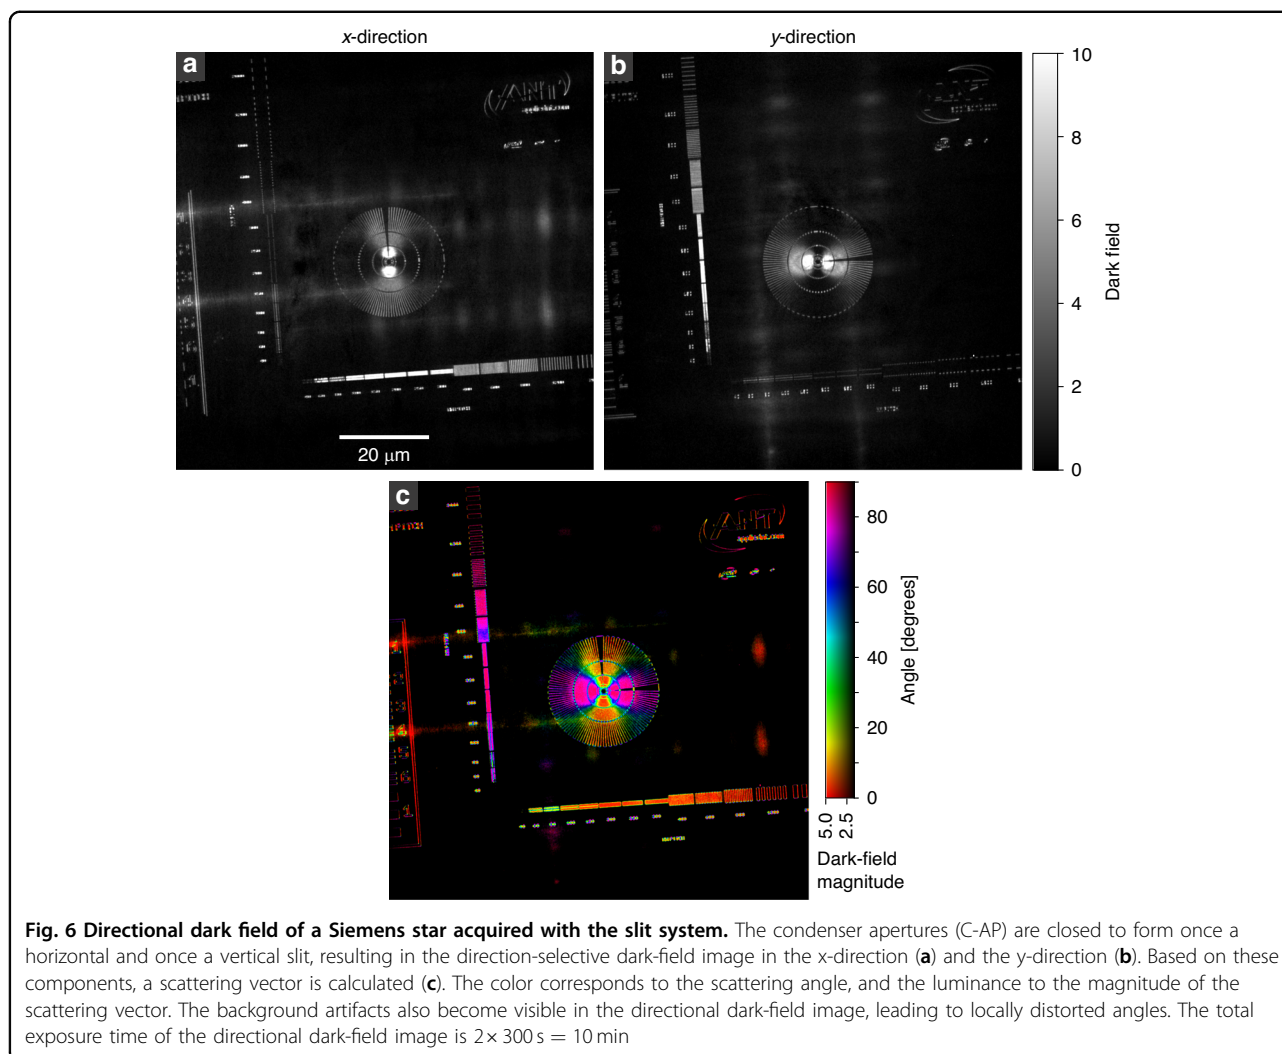 x-direction
y-direction
a
b
20 μm
10
8
6
4
2
0
Dark field
c
80
60
40
20
0
Angle [degrees]
5.0
2.5
Dark-field
magnitude
ANT
ANT
Fig. 6 Directional dark field of a Siemens star acquired with the slit system. The condenser apertures (C-AP) are closed to form once a
horizontal and once a vertical slit, resulting in the direction-selective dark-field image in the x-direction (a) and the y-direction (b). Based on these
components, a scattering vector is calculated (c). The color corresponds to the scattering angle, and the luminance to the magnitude of the
scattering vector. The background artifacts also become visible in the directional dark-field image, leading to locally distorted angles. The total
exposure time of the directional dark-field image is 2× 300 s = 10 min